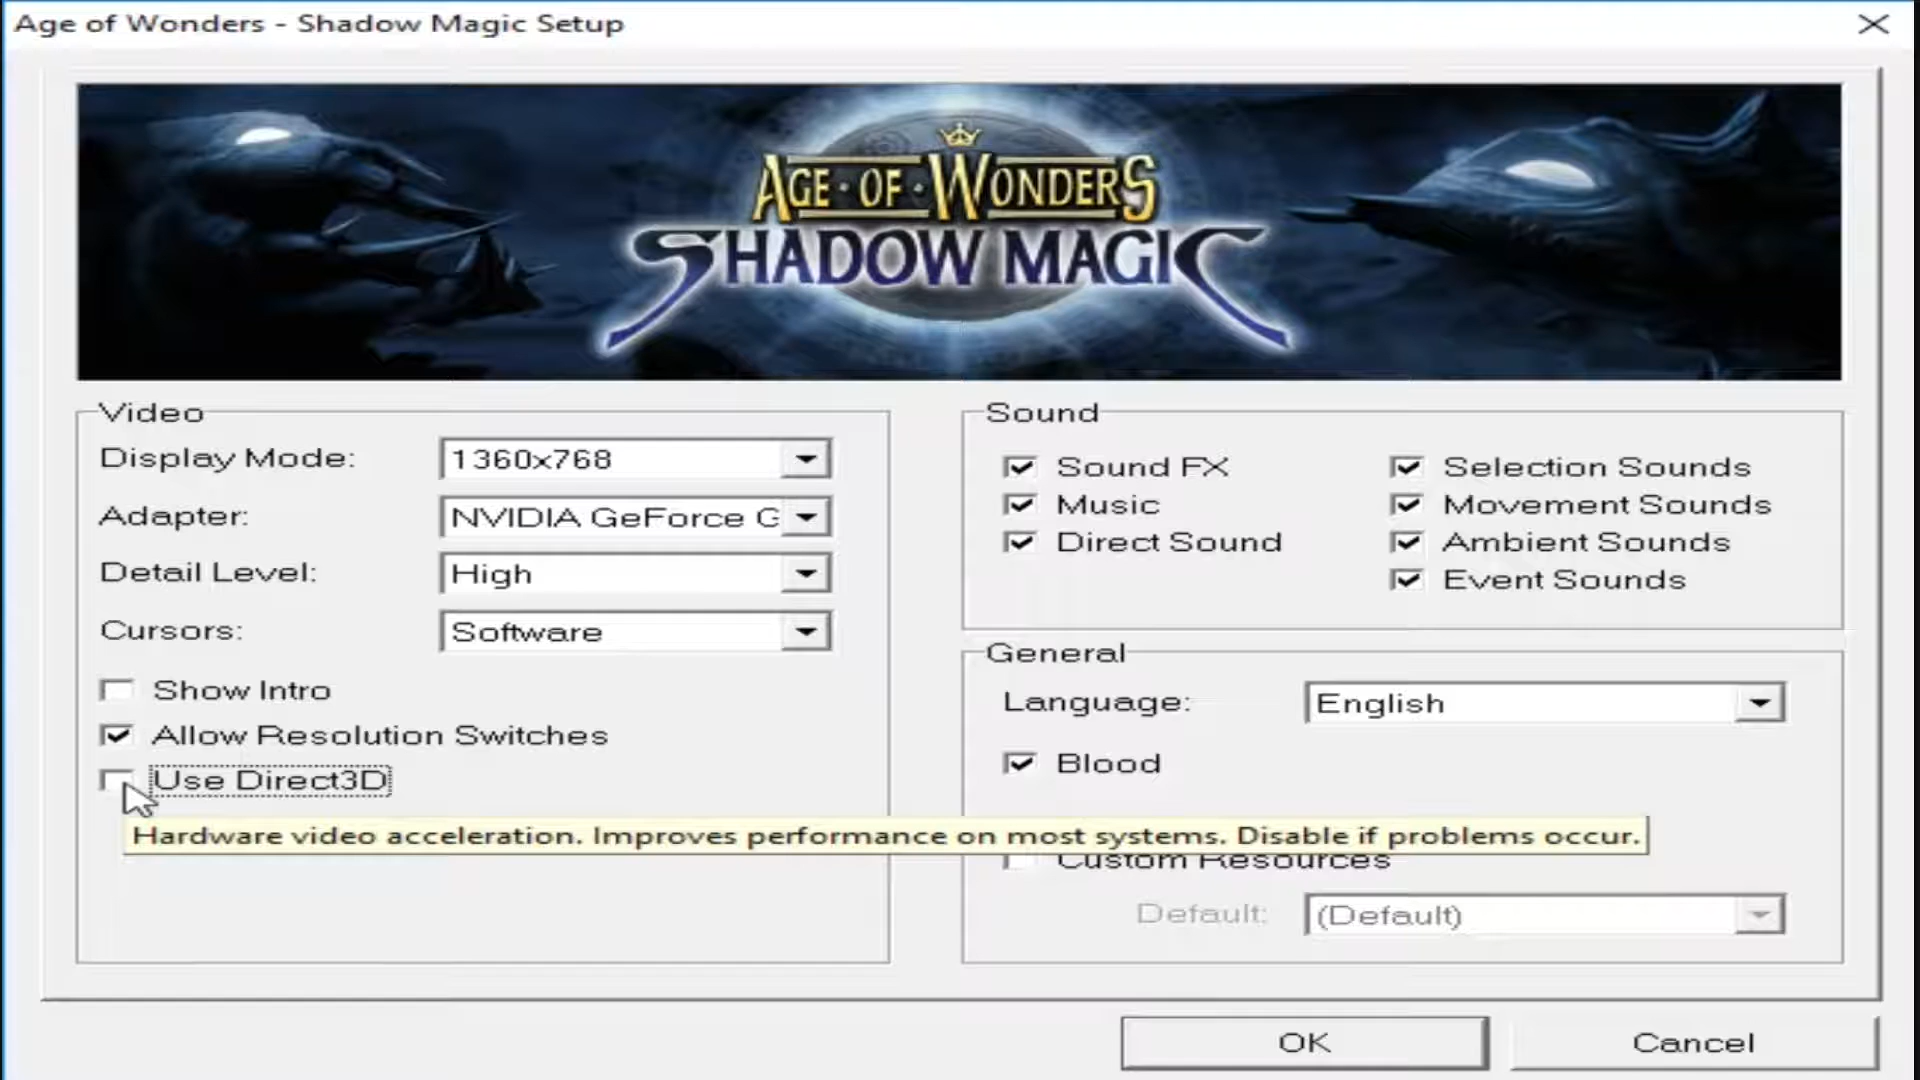 Age of Wonders - Shadow Magic Setup
AGE · OF · WONDERS
SHADOW MAGIC
Video
Display Mode:
1360x768
Adapter:
NVIDIA GeForce G
Detail Level:
High
Cursors:
Software
Show Intro
Allow Resolution Switches
Use Direct3D
Hardware video acceleration. Improves performance on most systems. Disable if problems occur.
Sound
Sound FX
Music
Direct Sound
Selection Sounds
Movement Sounds
Ambient Sounds
Event Sounds
General
Language:
English
Blood
Custom Resources
Default:
(Default)
OK
Cancel